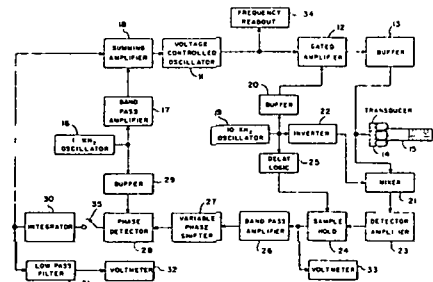 FREQUENCY
READOUT
34
18
12
13
SUMMING
AMPLIFIER
VOLTAGE
CONTROLLED
OSCILLATOR
11
GATED
AMPLIFIER
BUFFER
BAND
PASS
AMPLIFIER
17
20
BUFFER
16
1 KHZ
OSCILLATOR
19
10 KHZ
OSCILLATOR
22
INVERTER
TRANSDUCER
14
15
DELAY
LOGIC
25
BUFFER
29
MIXER
21
30
35
27
INTEGRATOR
PHASE
DETECTOR
28
VARIABLE
PHASE
SHIFTER
BAND PASS
AMPLIFIER
26
SAMPLE
HOLD
24
DETECTOR
AMPLIFIER
23
LOW PASS
FILTER
31
VOLTMETER
32
VOLTMETER
33